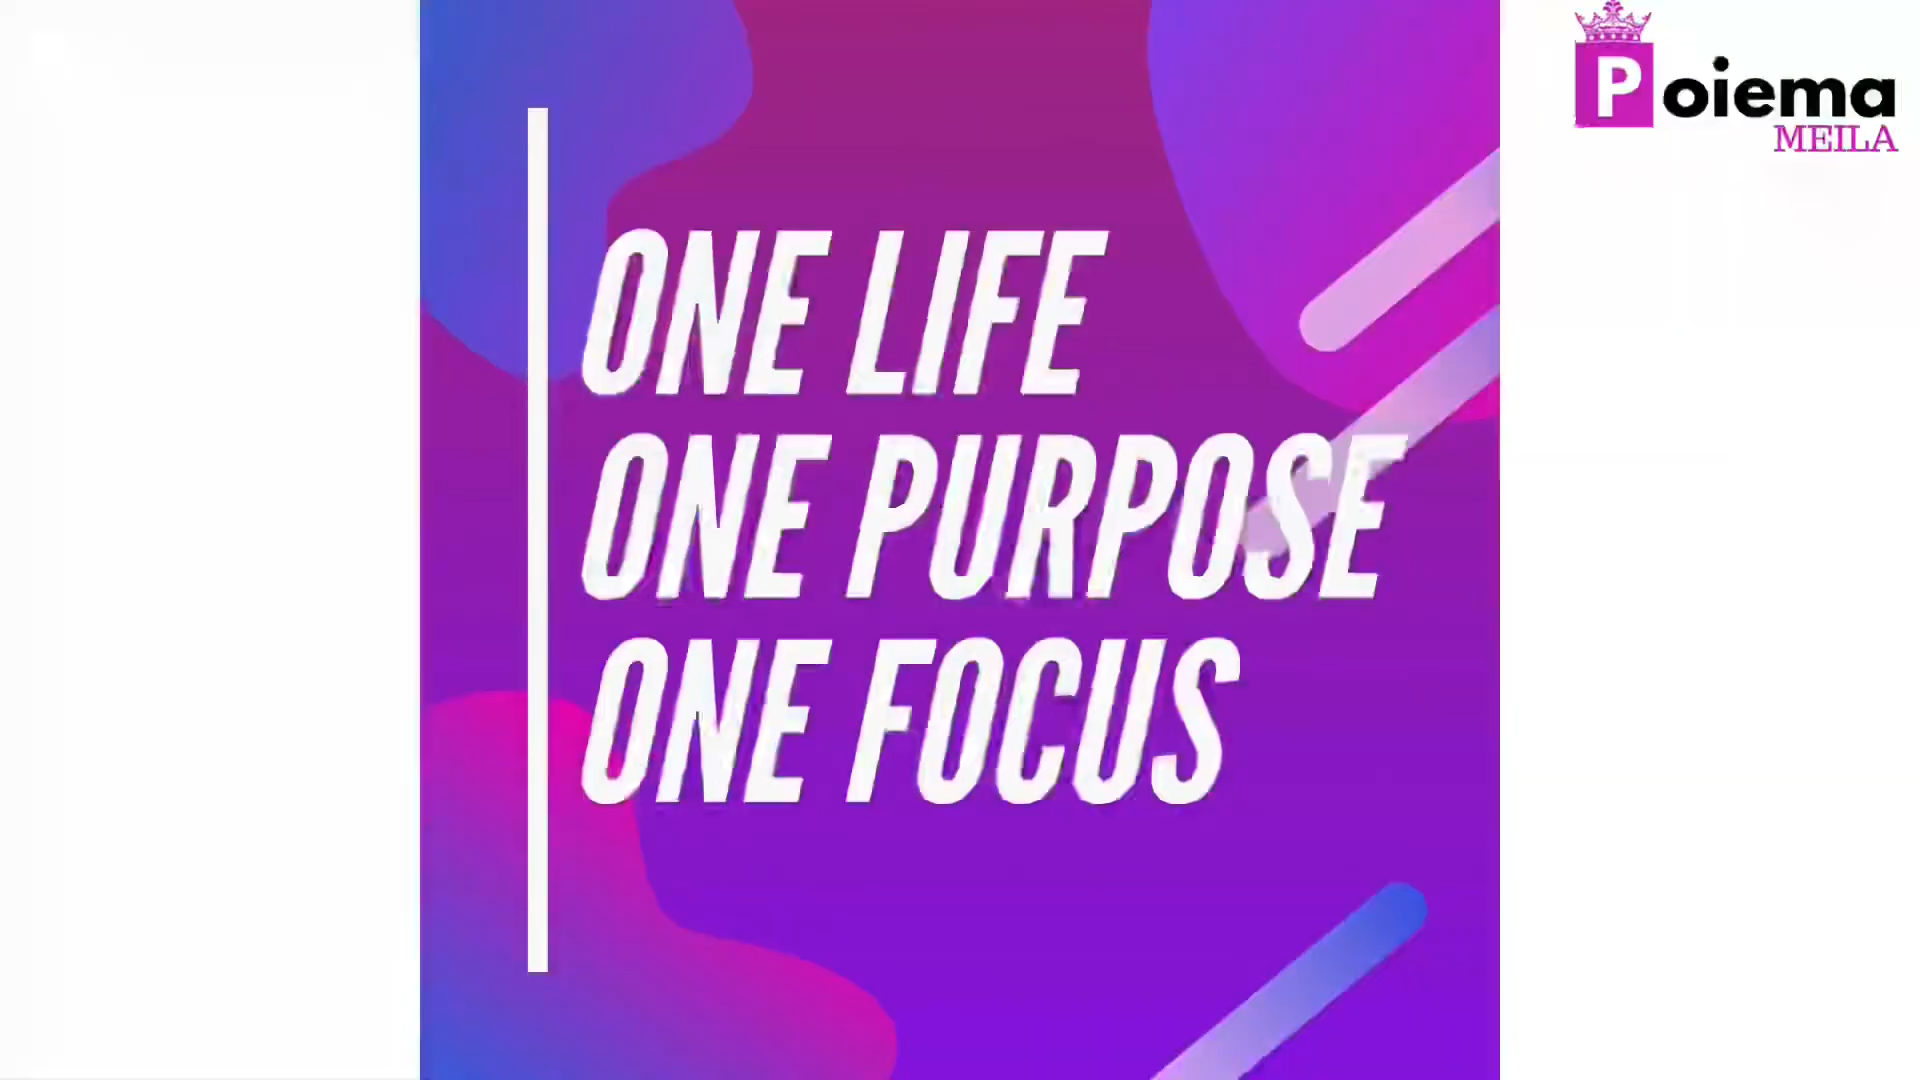 ONE LIFE
ONE PURPOSE
ONE FOCUS
Poiema
MEILA